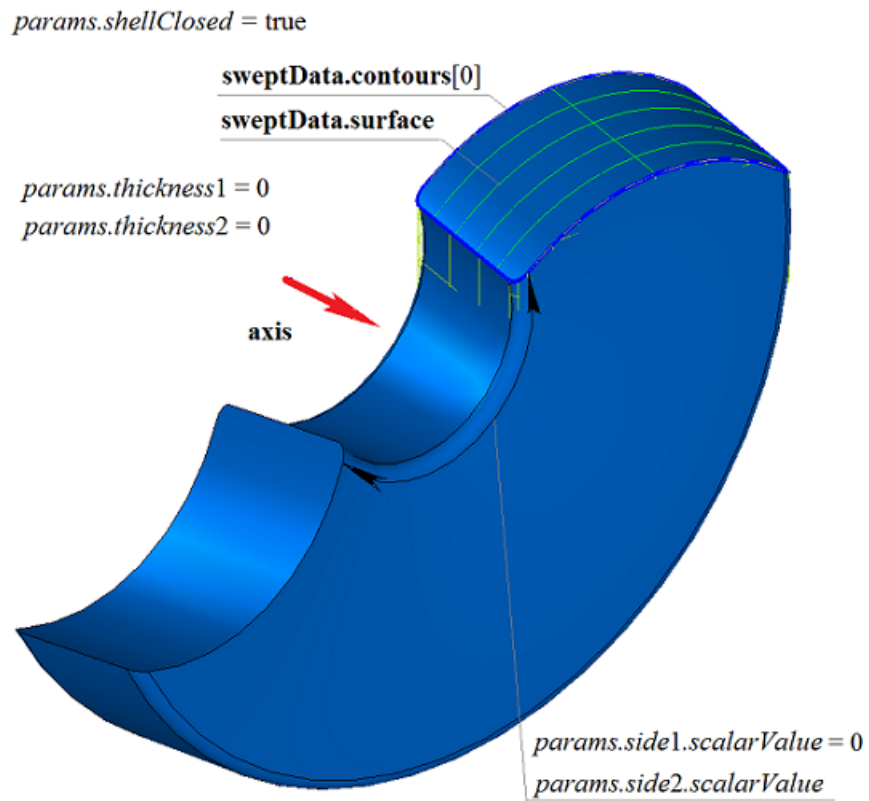 params.shellClosed = true
sweptData.contours[0]
sweptData.surface
params.thickness1 = 0
params.thickness2 = 0
axis
params.side1.scalarValue = 0
params.side2.scalarValue